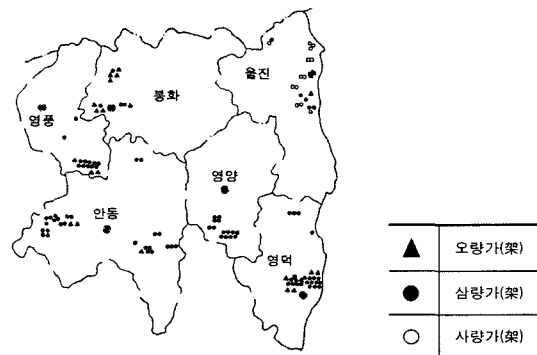 울진
봉화
영풍
영양
안동
영덕
오량가(架)
삼량가(架)
사량가(架)